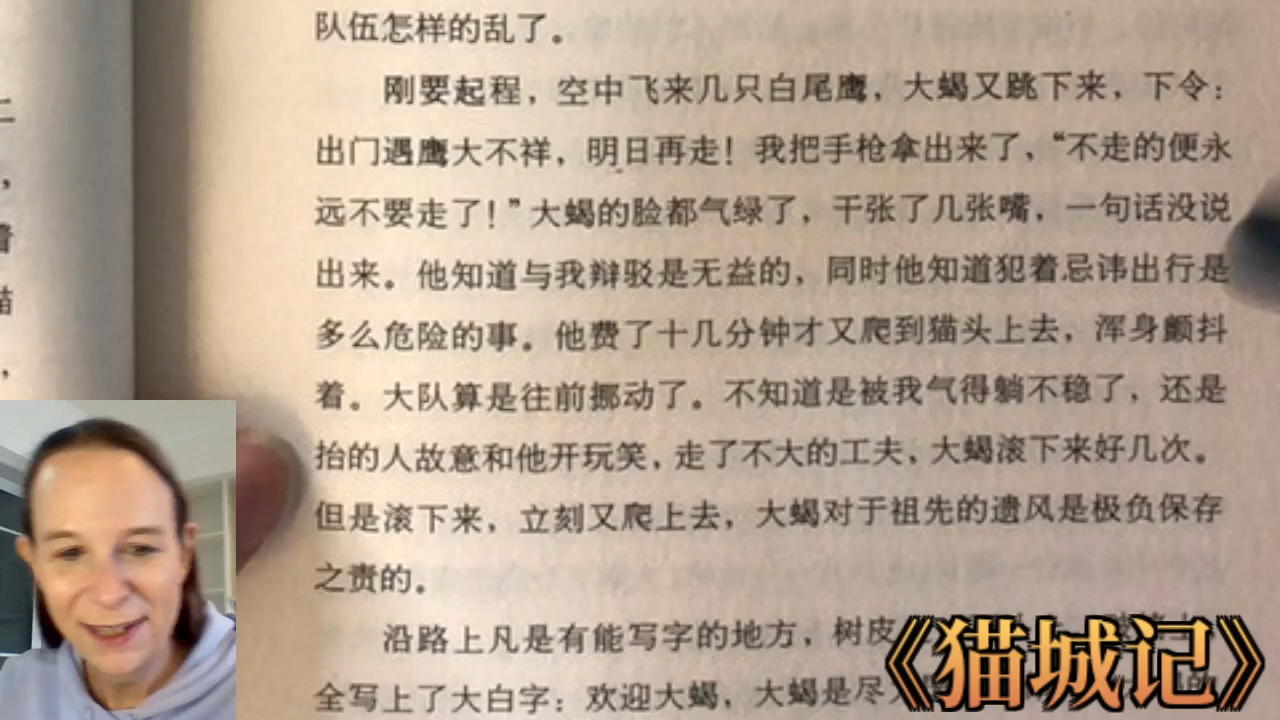 队伍怎样的乱了。
刚要起程，空中飞来几只白尾鹰，大蝎又跳下来，下令：
出门遇鹰大不祥，明日再走！我把手枪拿出来了，“不走的便永
远不要走了！”大蝎的脸都气绿了，干张了几张嘴，一句话没说
出来。他知道与我辩驳是无益的，同时他知道犯着忌讳出行是
多么危险的事。他费了十几分钟才又爬到猫头上去，浑身颤抖
着。大队算是往前挪动了。不知道是被我气得躺不稳了，还是
抬的人故意和他开玩笑，走了不大的工夫，大蝎滚下来好几次。
但是滚下来，立刻又爬上去，大蝎对于祖先的遗风是极负保存
之责的。
沿路上凡是有能写字的地方，树皮
全写上了大白字：欢迎大蝎，大蝎是尽
《猫城记》